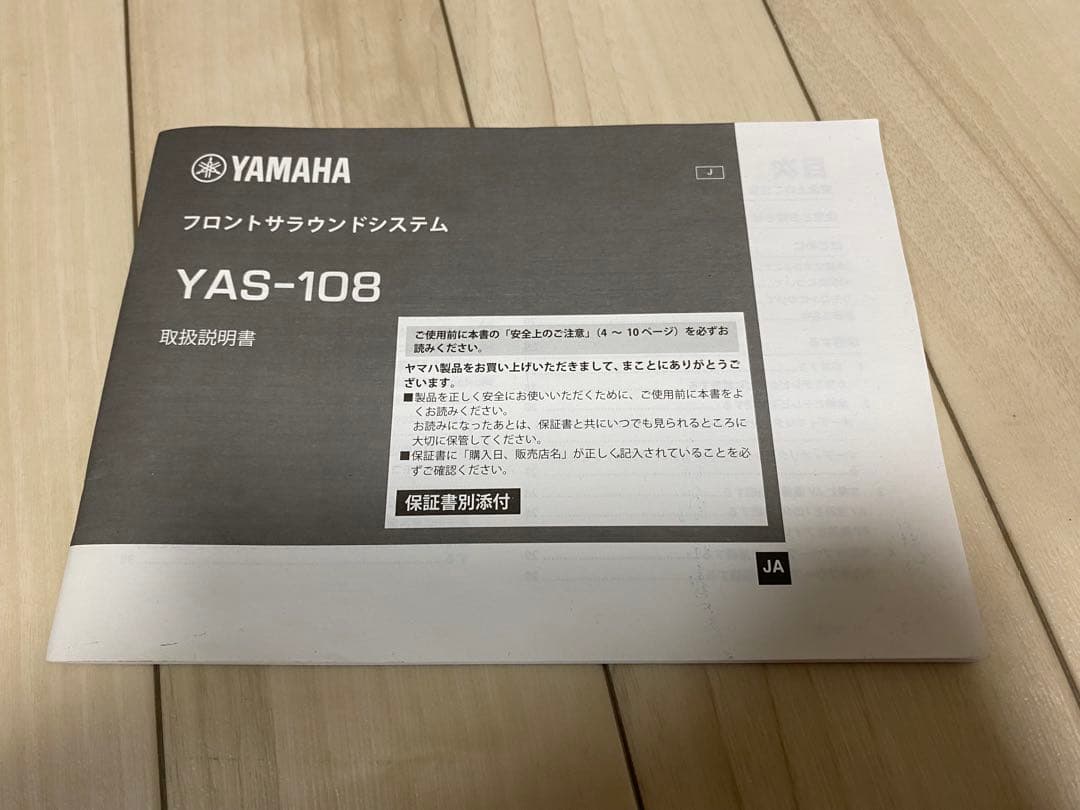 YAMAHA
J
フロントサラウンドシステム
YAS-108
取扱説明書
ご使用前に本書の「安全上のご注意」（4 〜 10 ページ）を必ずお
読みください。
ヤマハ製品をお買い上げいただきまして、まことにありがとうご
ざいます。
■製品を正しく安全にお使いいただくために、ご使用前に本書をよ
くお読みください。
お読みになったあとは、保証書と共にいつでも見られるところに
大切に保管してください。
■保証書に「購入日、販売店名」が正しく記入されていることを必
ずご確認ください。
保証書別添付
JA
目次